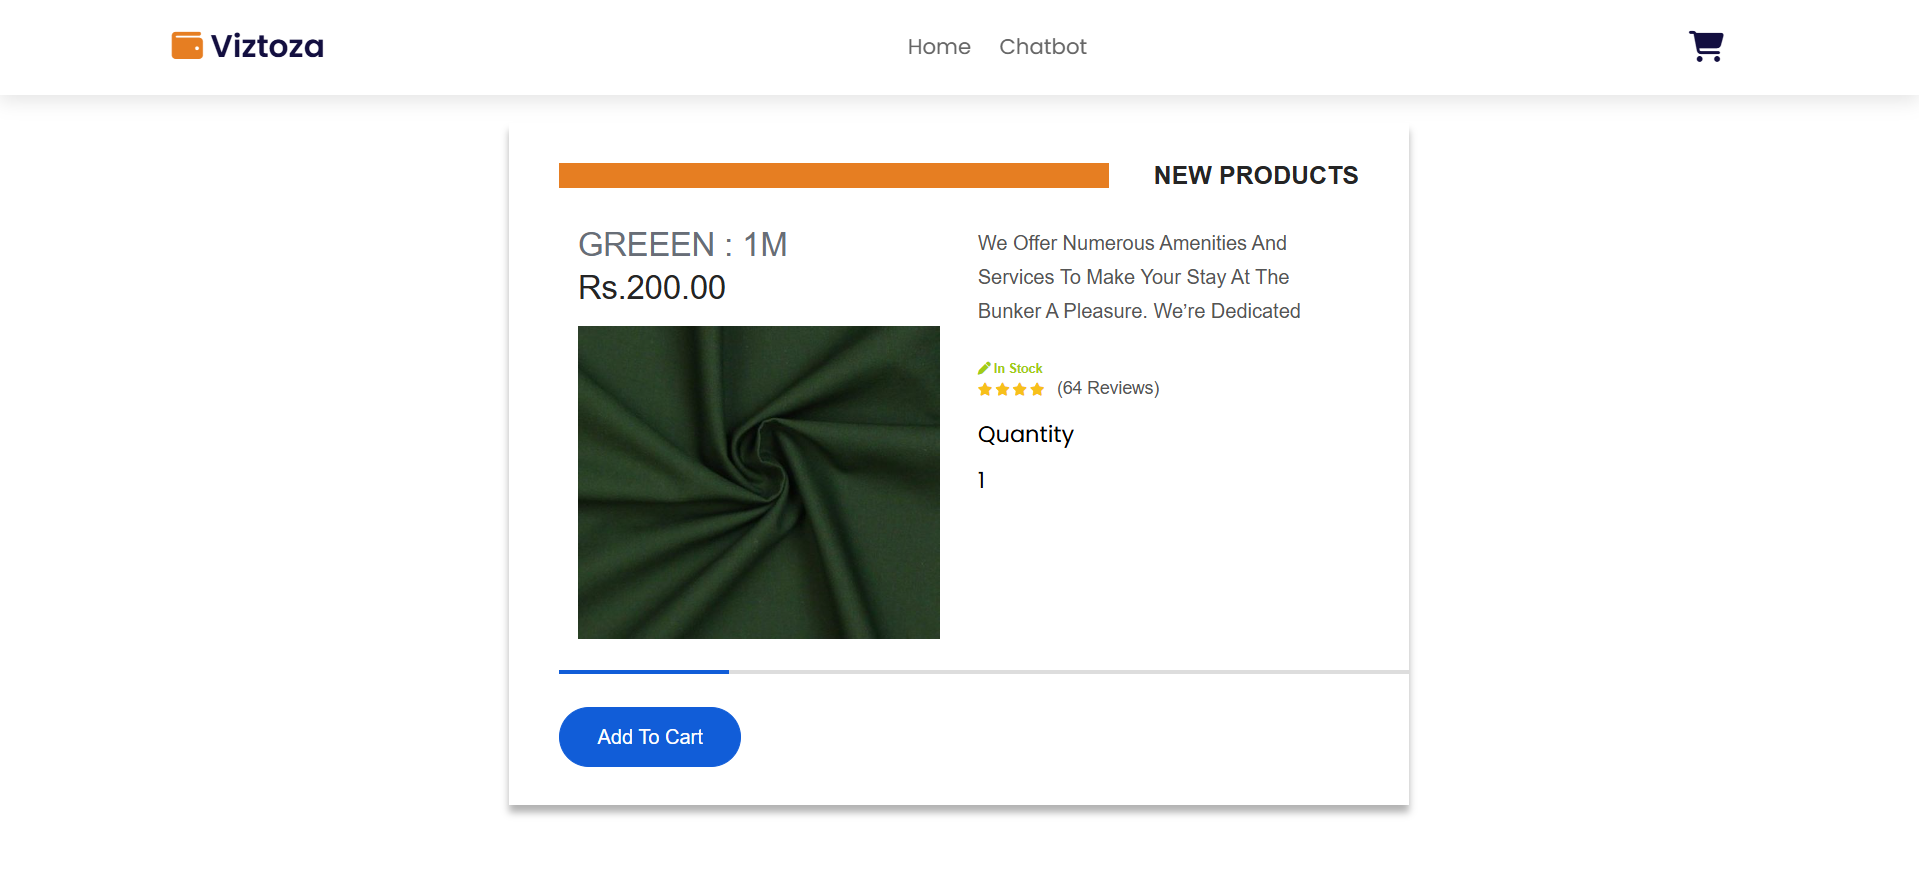 Viztoza
Home
Chatbot
NEW PRODUCTS
GREEEN : 1M
Rs.200.00
We Offer Numerous Amenities And
Services To Make Your Stay At The
Bunker A Pleasure. We’re Dedicated
In Stock
(64 Reviews)
Quantity
1
Add To Cart